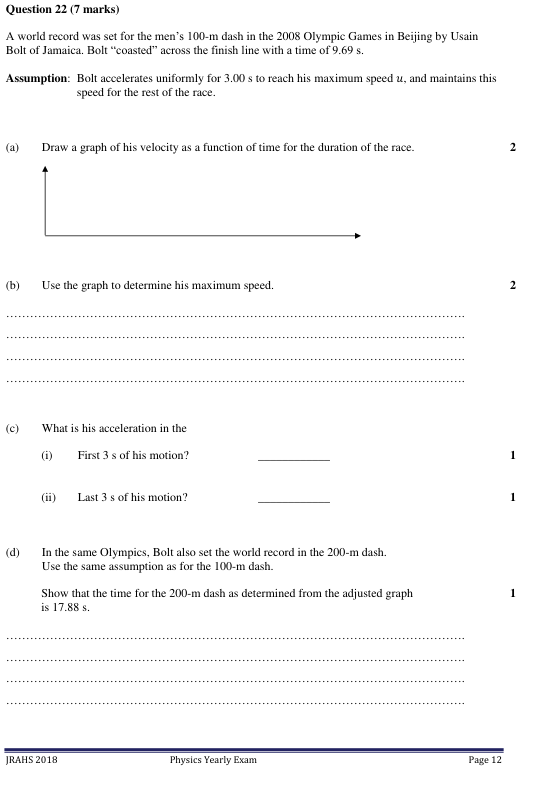 Question 22 (7 marks)
A world record was set for the men's 100-m dash in the 2008 Olympic Games in Beijing by Usain
Bolt of Jamaica. Bolt "coasted" across the finish line with a time of 9.69 s.
Assumption: Bolt accelerates uniformly for 3.00 s to reach his maximum speed u, and maintains this
speed for the rest of the race.
(a) Draw a graph of his velocity as a function of time for the duration of the race. 2
(b) Use the graph to determine his maximum speed. 2
(c) What is his acceleration in the
(i) First 3 s of his motion? ____________ 1
(ii) Last 3 s of his motion? ____________ 1
(d) In the same Olympics, Bolt also set the world record in the 200-m dash.
Use the same assumption as for the 100-m dash.
Show that the time for the 200-m dash as determined from the adjusted graph 1
is 17.88 s.
JRAHS 2018 Physics Yearly Exam Page 12